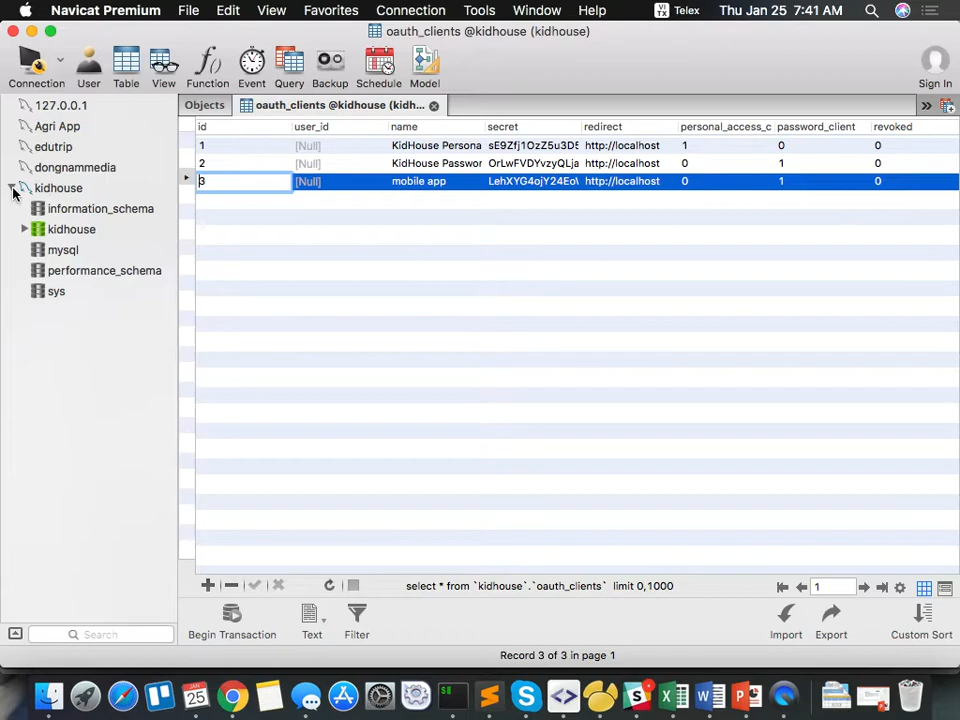 Navicat Premium File Edit View Favorites Connection Tools Window Help VI TX Telex Thu Jan 25 7:41 AM
oauth_clients @kidhouse (kidhouse)
Connection User Table View Function Event Query Backup Schedule Model Sign In
127.0.0.1
Agri App
edutrip
dongnammedia
kidhouse
information_schema
kidhouse
mysql
performance_schema
sys
Search
Objects oauth_clients @kidhouse (kidh...
id user_id name secret redirect personal_access_c password_client revoked
1 [Null] KidHouse Persona sE9Zfj1OzZ5u3D5 http://localhost 1 0 0
2 [Null] KidHouse Passwor OrLwFVDYvzyQLja http://localhost 0 1 0
3 [Null] mobile app LehXYG4ojY24Eo http://localhost 0 1 0
select * from `kidhouse`.`oauth_clients` limit 0,1000 1
Begin Transaction Text Filter Import Export Custom Sort
Record 3 of 3 in page 1
JAN
25